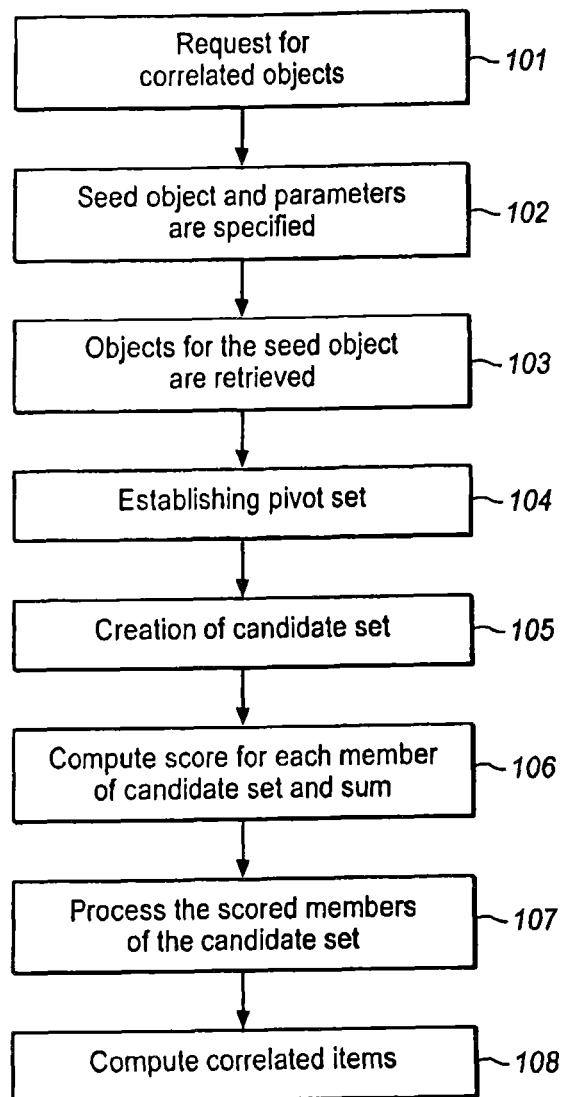 Request for
correlated objects
101
Seed object and parameters
are specified
102
Objects for the seed object
are retrieved
103
Establishing pivot set
104
Creation of candidate set
105
Compute score for each member
of candidate set and sum
106
Process the scored members
of the candidate set
107
Compute correlated items
108